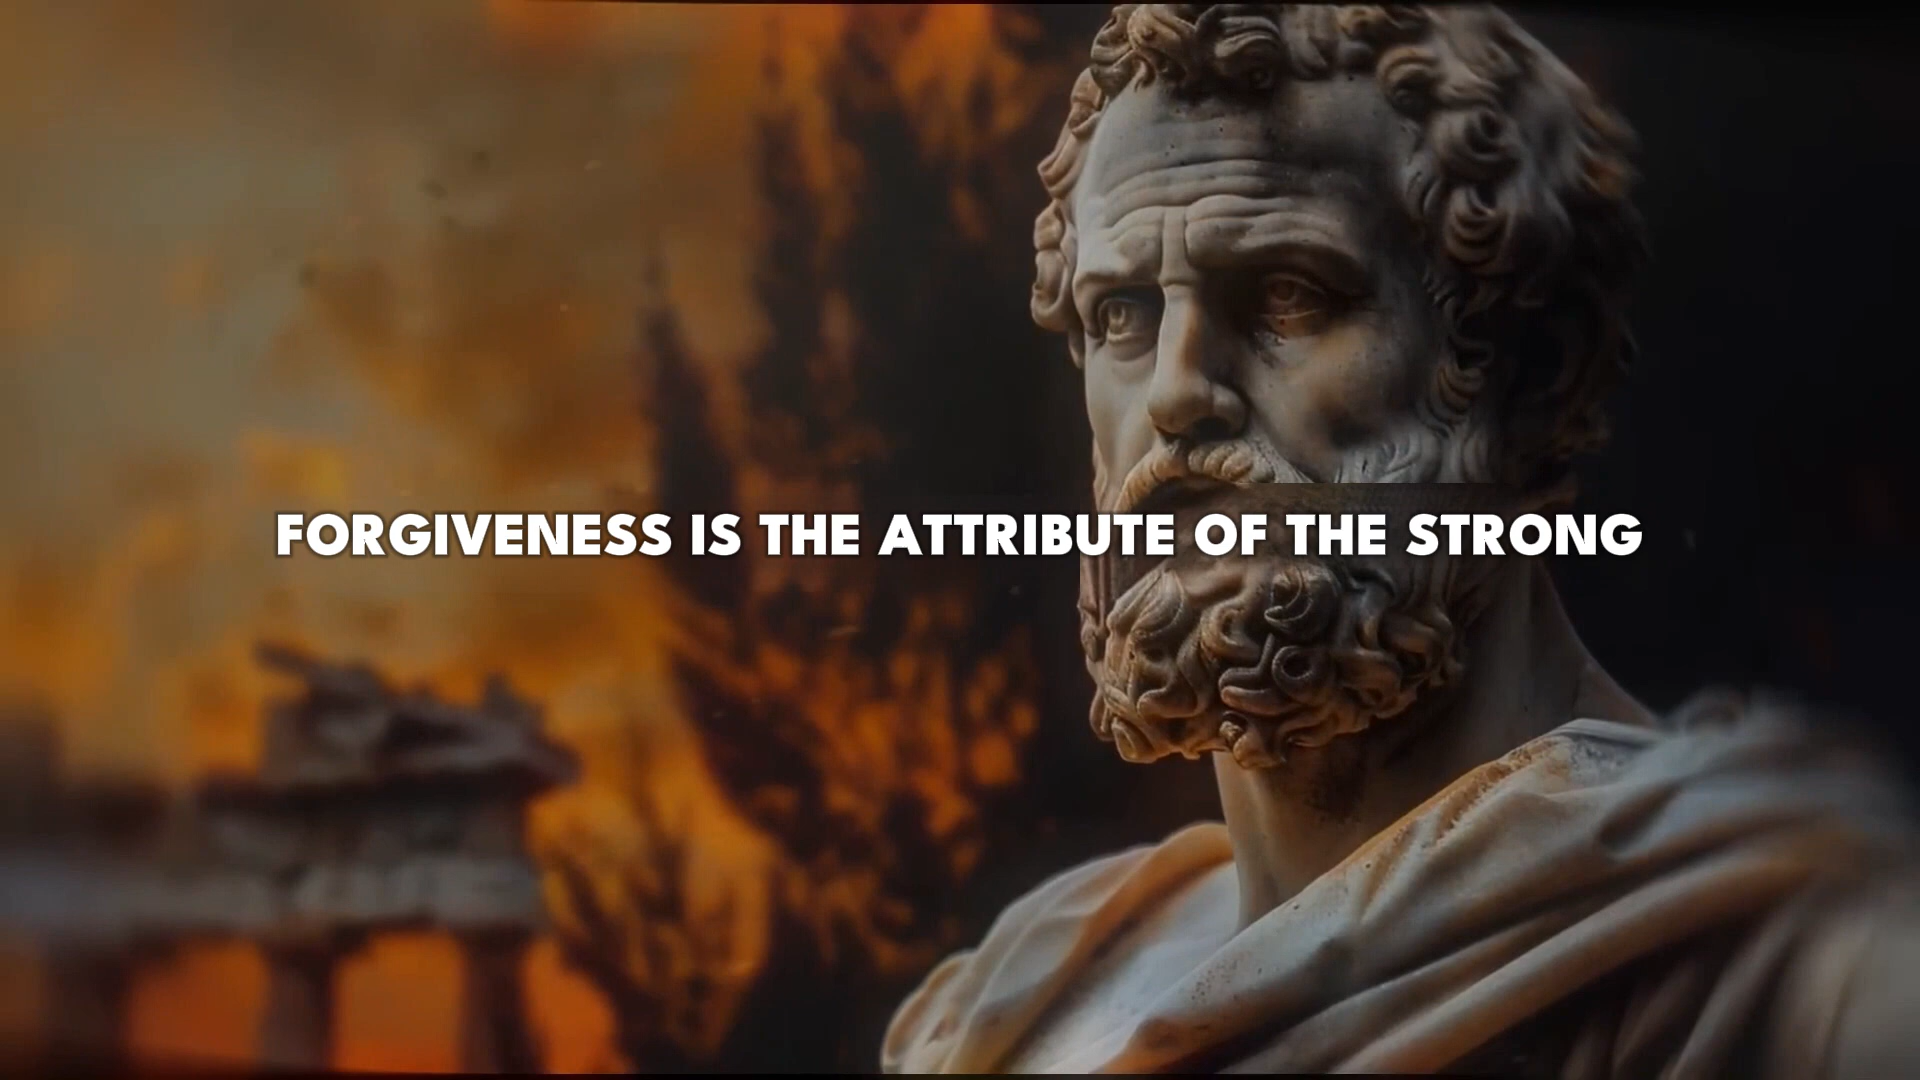 FORGIVENESS IS THE ATTRIBUTE OF THE STRONG